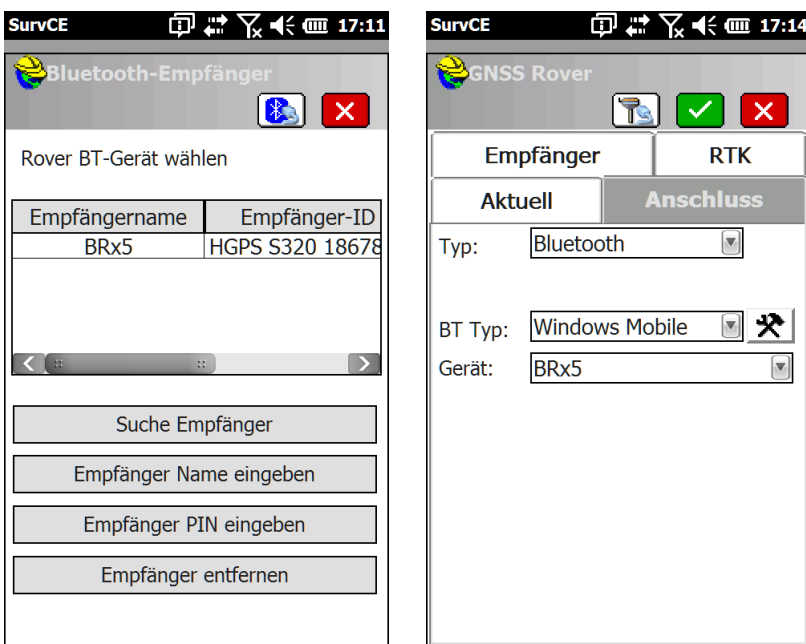 SurvCE 17:11
Bluetooth-Empfänger
Rover BT-Gerät wählen
Empfängername Empfänger-ID
BRx5 HGPS S320 18678
Suche Empfänger
Empfänger Name eingeben
Empfänger PIN eingeben
Empfänger entfernen
SurvCE 17:14
GNSS Rover
Empfänger RTK
Aktuell Anschluss
Typ: Bluetooth
BT Typ: Windows Mobile
Gerät: BRx5